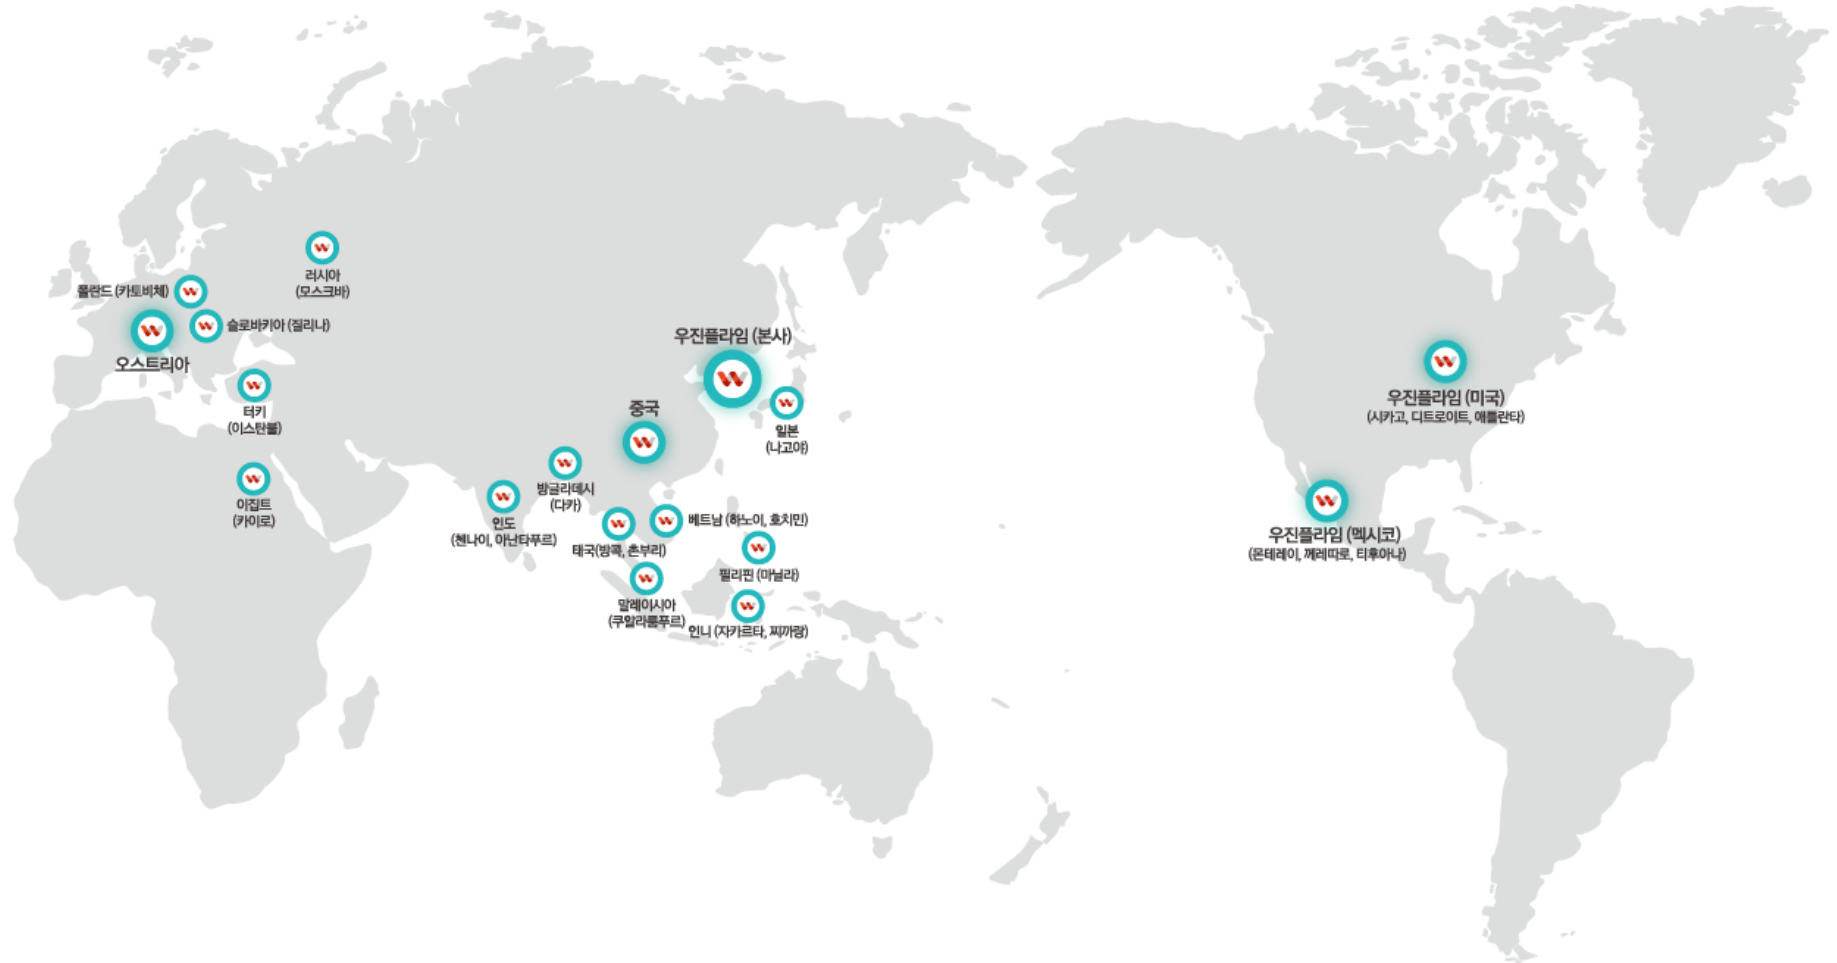 러시아
(모스크바)
폴란드 (카토비체)
슬로바키아 (질리나)
오스트리아
터키
(이스탄불)
이집트
(카이로)
우진플라임 (본사)
중국
일본
(나고야)
방글라데시
(다카)
인도
(첸나이, 아난타푸르)
베트남 (하노이, 호치민)
태국(방콕, 촌부리)
필리핀 (마닐라)
말레이시아
(쿠알라룸푸르)
인니 (자카르타, 찌까랑)
우진플라임 (미국)
(시카고, 디트로이트, 애틀란타)
우진플라임 (멕시코)
(몬테레이, 께레따로, 티후아나)